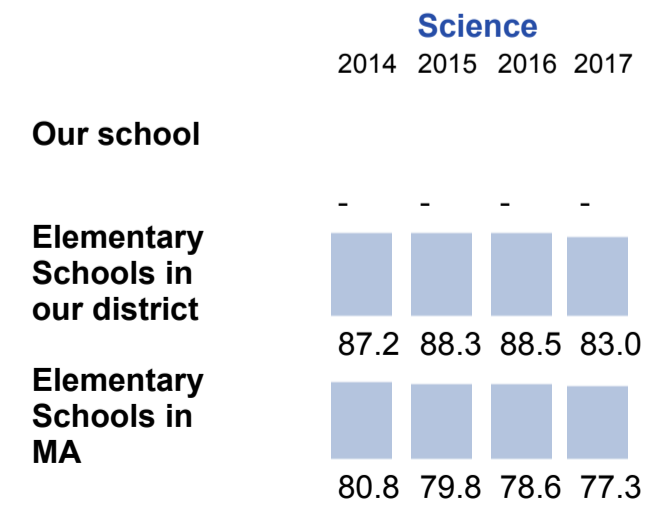 Science
2014 2015 2016 2017
Our school
- - - -
Elementary
Schools in
our district
87.2 88.3 88.5 83.0
Elementary
Schools in
MA
80.8 79.8 78.6 77.3